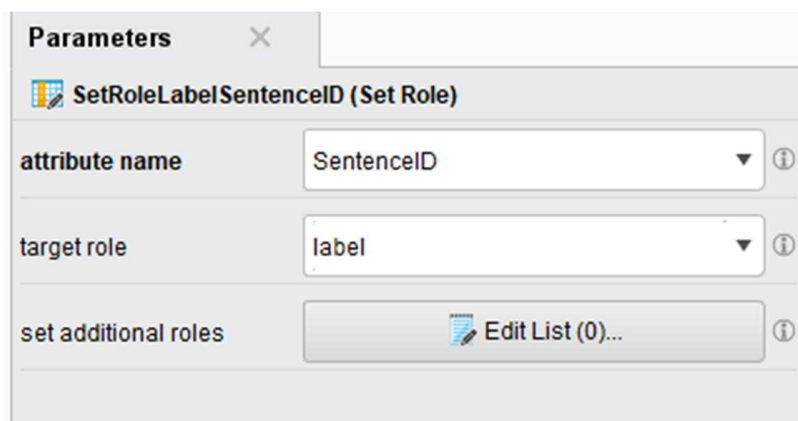 Parameters
SetRoleLabelSentenceID (Set Role)
attribute name SentenceID
target role label
set additional roles Edit List (0)...